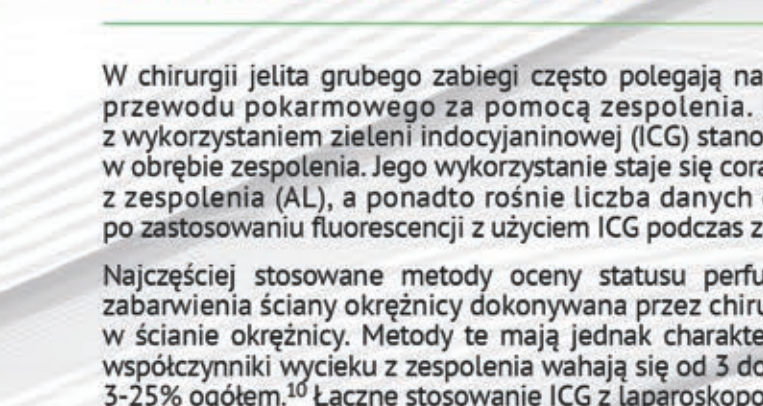 W chirurgii jelita grubego zabiegi często polegają na
przewodu pokarmowego za pomocą zespolenia.
z wykorzystaniem zieleni indocyjaninowej (ICG) stano
w obrębie zespolenia. Jego wykorzystanie staje się cora
z zespolenia (AL), a ponadto rośnie liczba danych
po zastosowaniu fluorescencji z użyciem ICG podczas z
Najczęściej stosowane metody oceny statusu perfu
zabarwienia ściany okrężnicy dokonywana przez chiru
w ścianie okrężnicy. Metody te mają jednak charakte
współczynniki wycieku z zespolenia wahają się od 3 do
3-25% ogółem.¹⁰ Łączne stosowanie ICG z laparoskopo